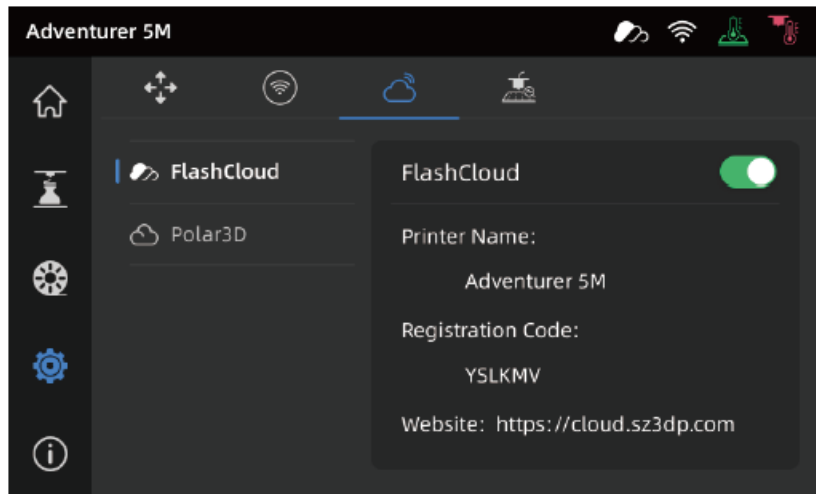 Adventurer 5M
FlashCloud
Polar3D
FlashCloud
Printer Name:
Adventurer 5M
Registration Code:
YSLKMV
Website: https://cloud.sz3dp.com